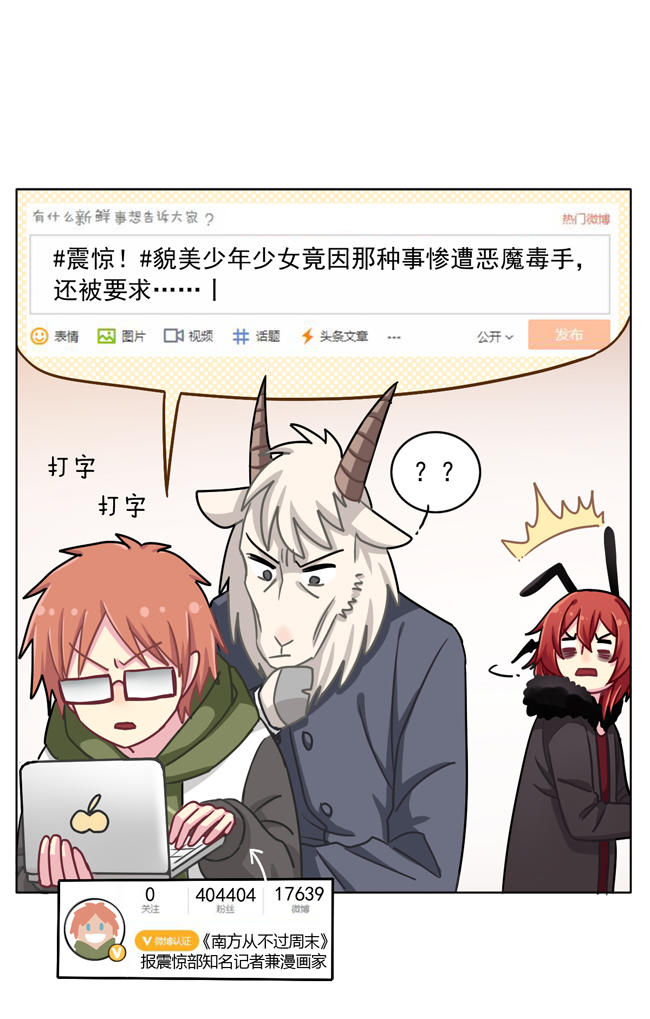 有什么新鲜事想告诉大家?
热门微博
#震惊！#貌美少年少女竟因那种事惨遭恶魔毒手，
还被要求……|
表情 图片 视频 话题 头条文章 ... 公开 发布
打字
打字
？？
0 404404 17639
关注 粉丝 微博
V 微博认证 《南方从不过周末》
报震惊部知名记者兼漫画家